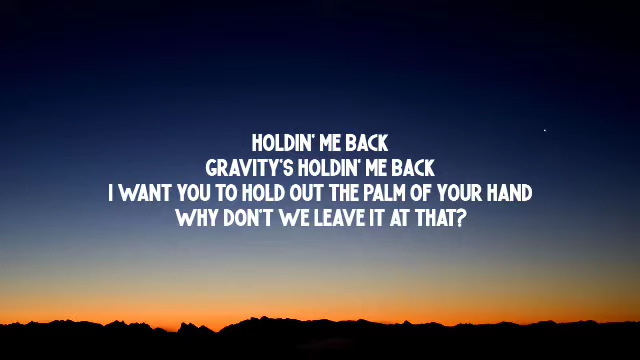 HOLDIN' ME BACK
GRAVITY'S HOLDIN' ME BACK
I WANT YOU TO HOLD OUT THE PALM OF YOUR HAND
WHY DON'T WE LEAVE IT AT THAT?